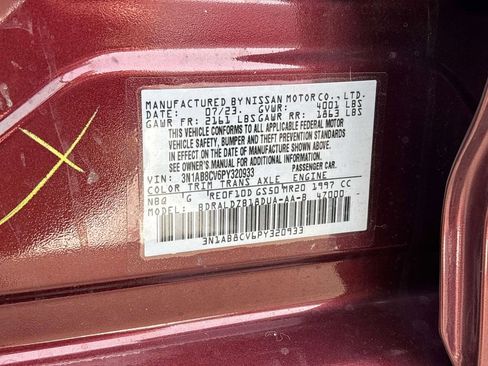 MANUFACTURED BY NISSAN MOTOR CO., LTD.
DATE: 07/23 GVWR: 4001 LBS
GAWR FR: 2161 LBS GAWR RR: 1863 LBS
THIS VEHICLE CONFORMS TO ALL APPLICABLE FEDERAL MOTOR
VEHICLE SAFETY, BUMPER, AND THEFT PREVENTION STANDARDS
IN EFFECT ON THE DATE OF MANUFACTURE SHOWN ABOVE.
SEE OWNER'S MANUAL FOR ADDITIONAL INFORMATION.
VIN: 3N1AB8CV6PY320933 PASSENGER CAR
COLOR TRIM TRANS AXLE ENGINE
NBQ G RE0F10D GS50 MR20 1997 CC
MODEL: BDRALDZB18DUA-AA-B 47000
3N1AB8CV6PY320933